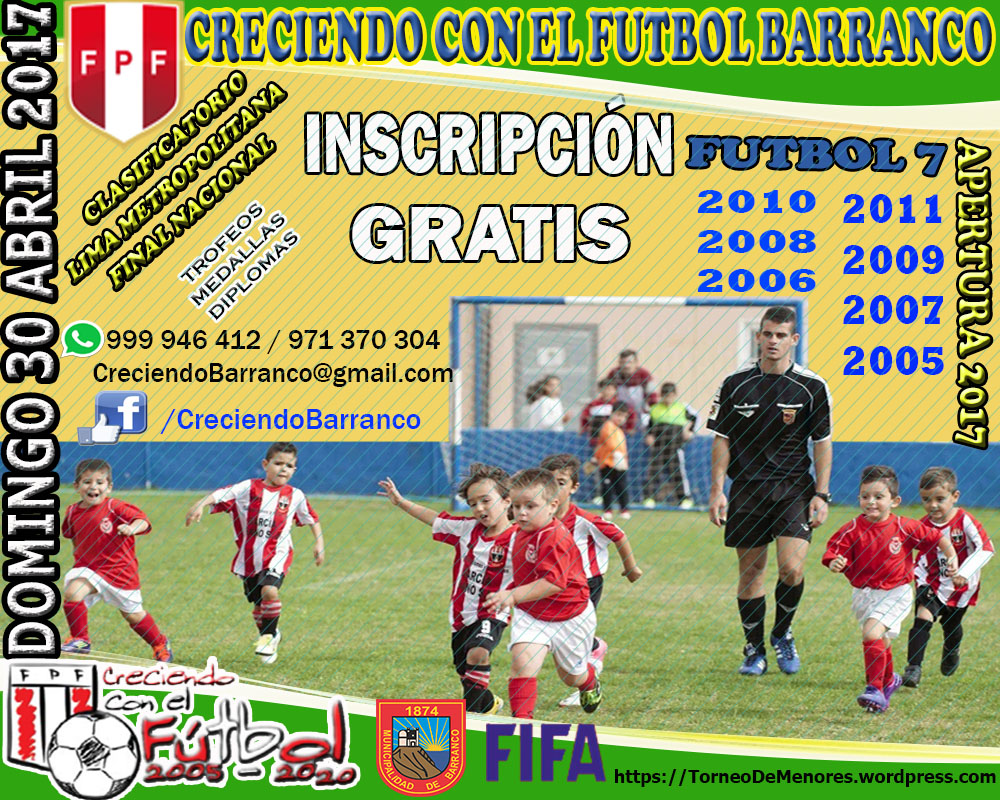 CRECIENDO CON EL FUTBOL BARRANCO
DOMINGO 30 ABRIL 2017
FPF
CLASIFICATORIO
LIMA METROPOLITANA
FINAL NACIONAL
TROFEOS
MEDALLAS
DIPLOMAS
INSCRIPCIÓN
GRATIS
FUTBOL 7
2010 2011
2008 2009
2006 2007
2005
APERTURA 2017
999 946 412 / 971 370 304
CreciendoBarranco@gmail.com
f /CreciendoBarranco
9
FPF
Creciendo
con el
Fútbol
2005 - 2020
1874
MUNICIPALIDAD DE BARRANCO
FIFA
https://TorneoDeMenores.wordpress.com